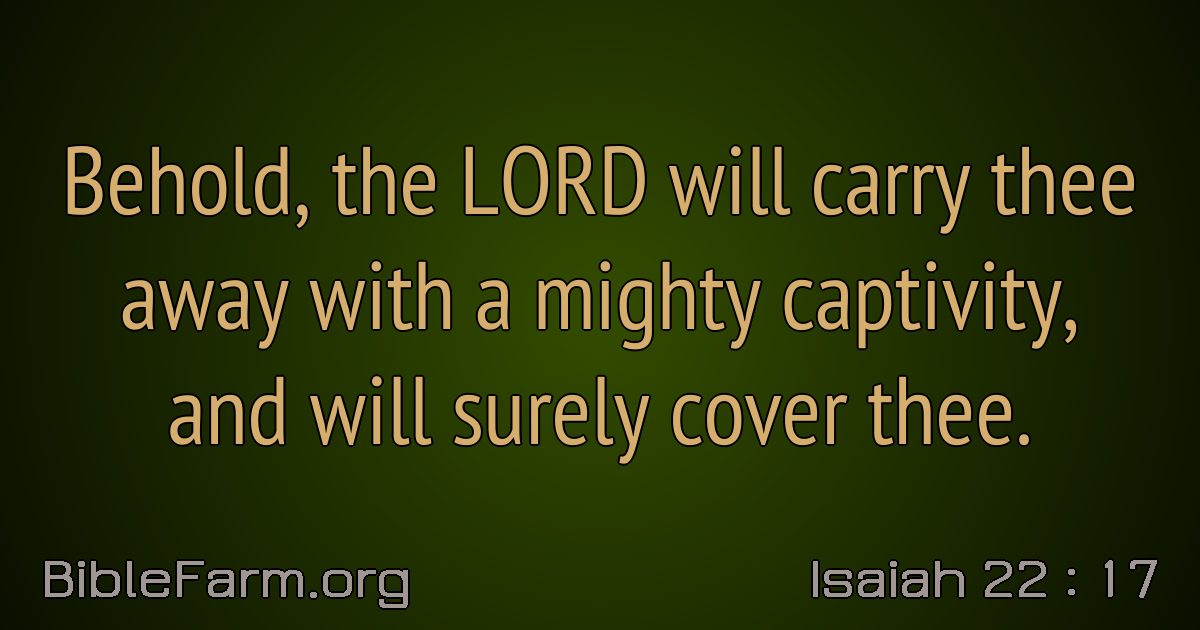 Behold, the LORD will carry thee
away with a mighty captivity,
and will surely cover thee.
BibleFarm.org
Isaiah 22 : 17